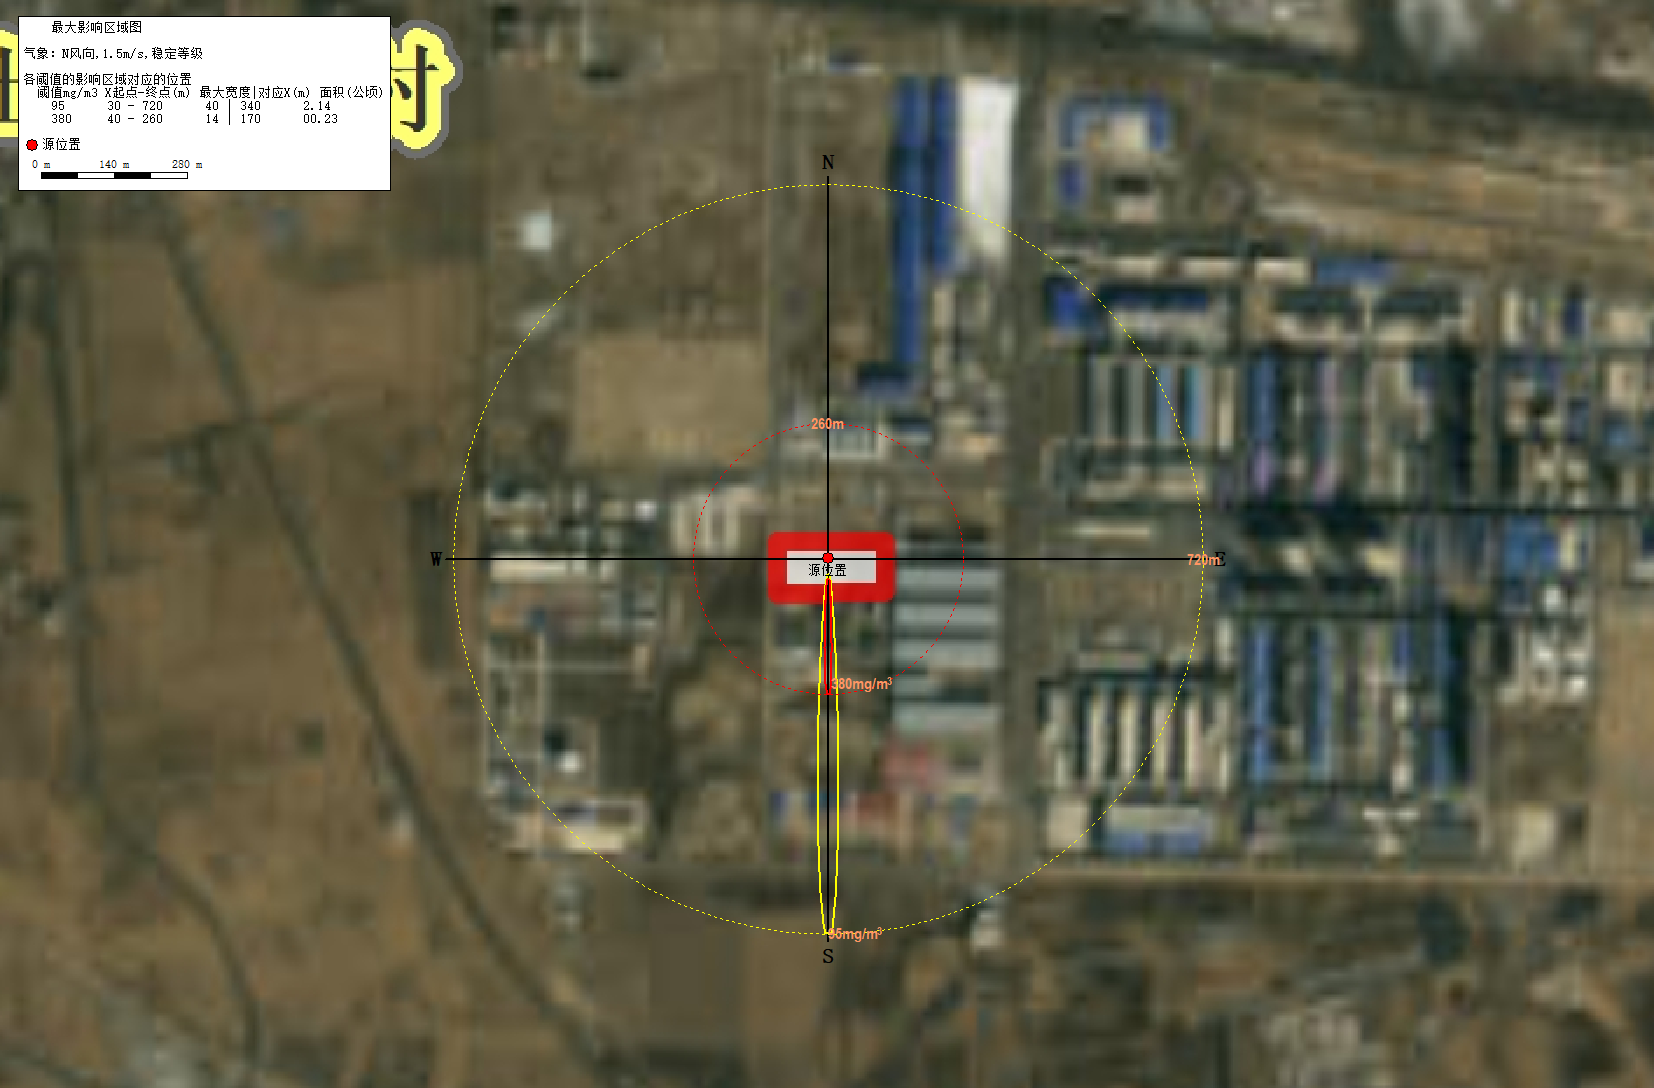 最大影响区域图
气象: N风向,1.5m/s,稳定等级
各阈值的影响区域对应的位置
阈值mg/m3 X起点-终点(m) 最大宽度|对应X(m) 面积(公顷)
95 30 - 720 40 | 340 2.14
380 40 - 260 14 | 170 00.23
源位置
0 m 140 m 280 m
村
N
260m
W
720m
E
源位置
380mg/m³
95mg/m³
S